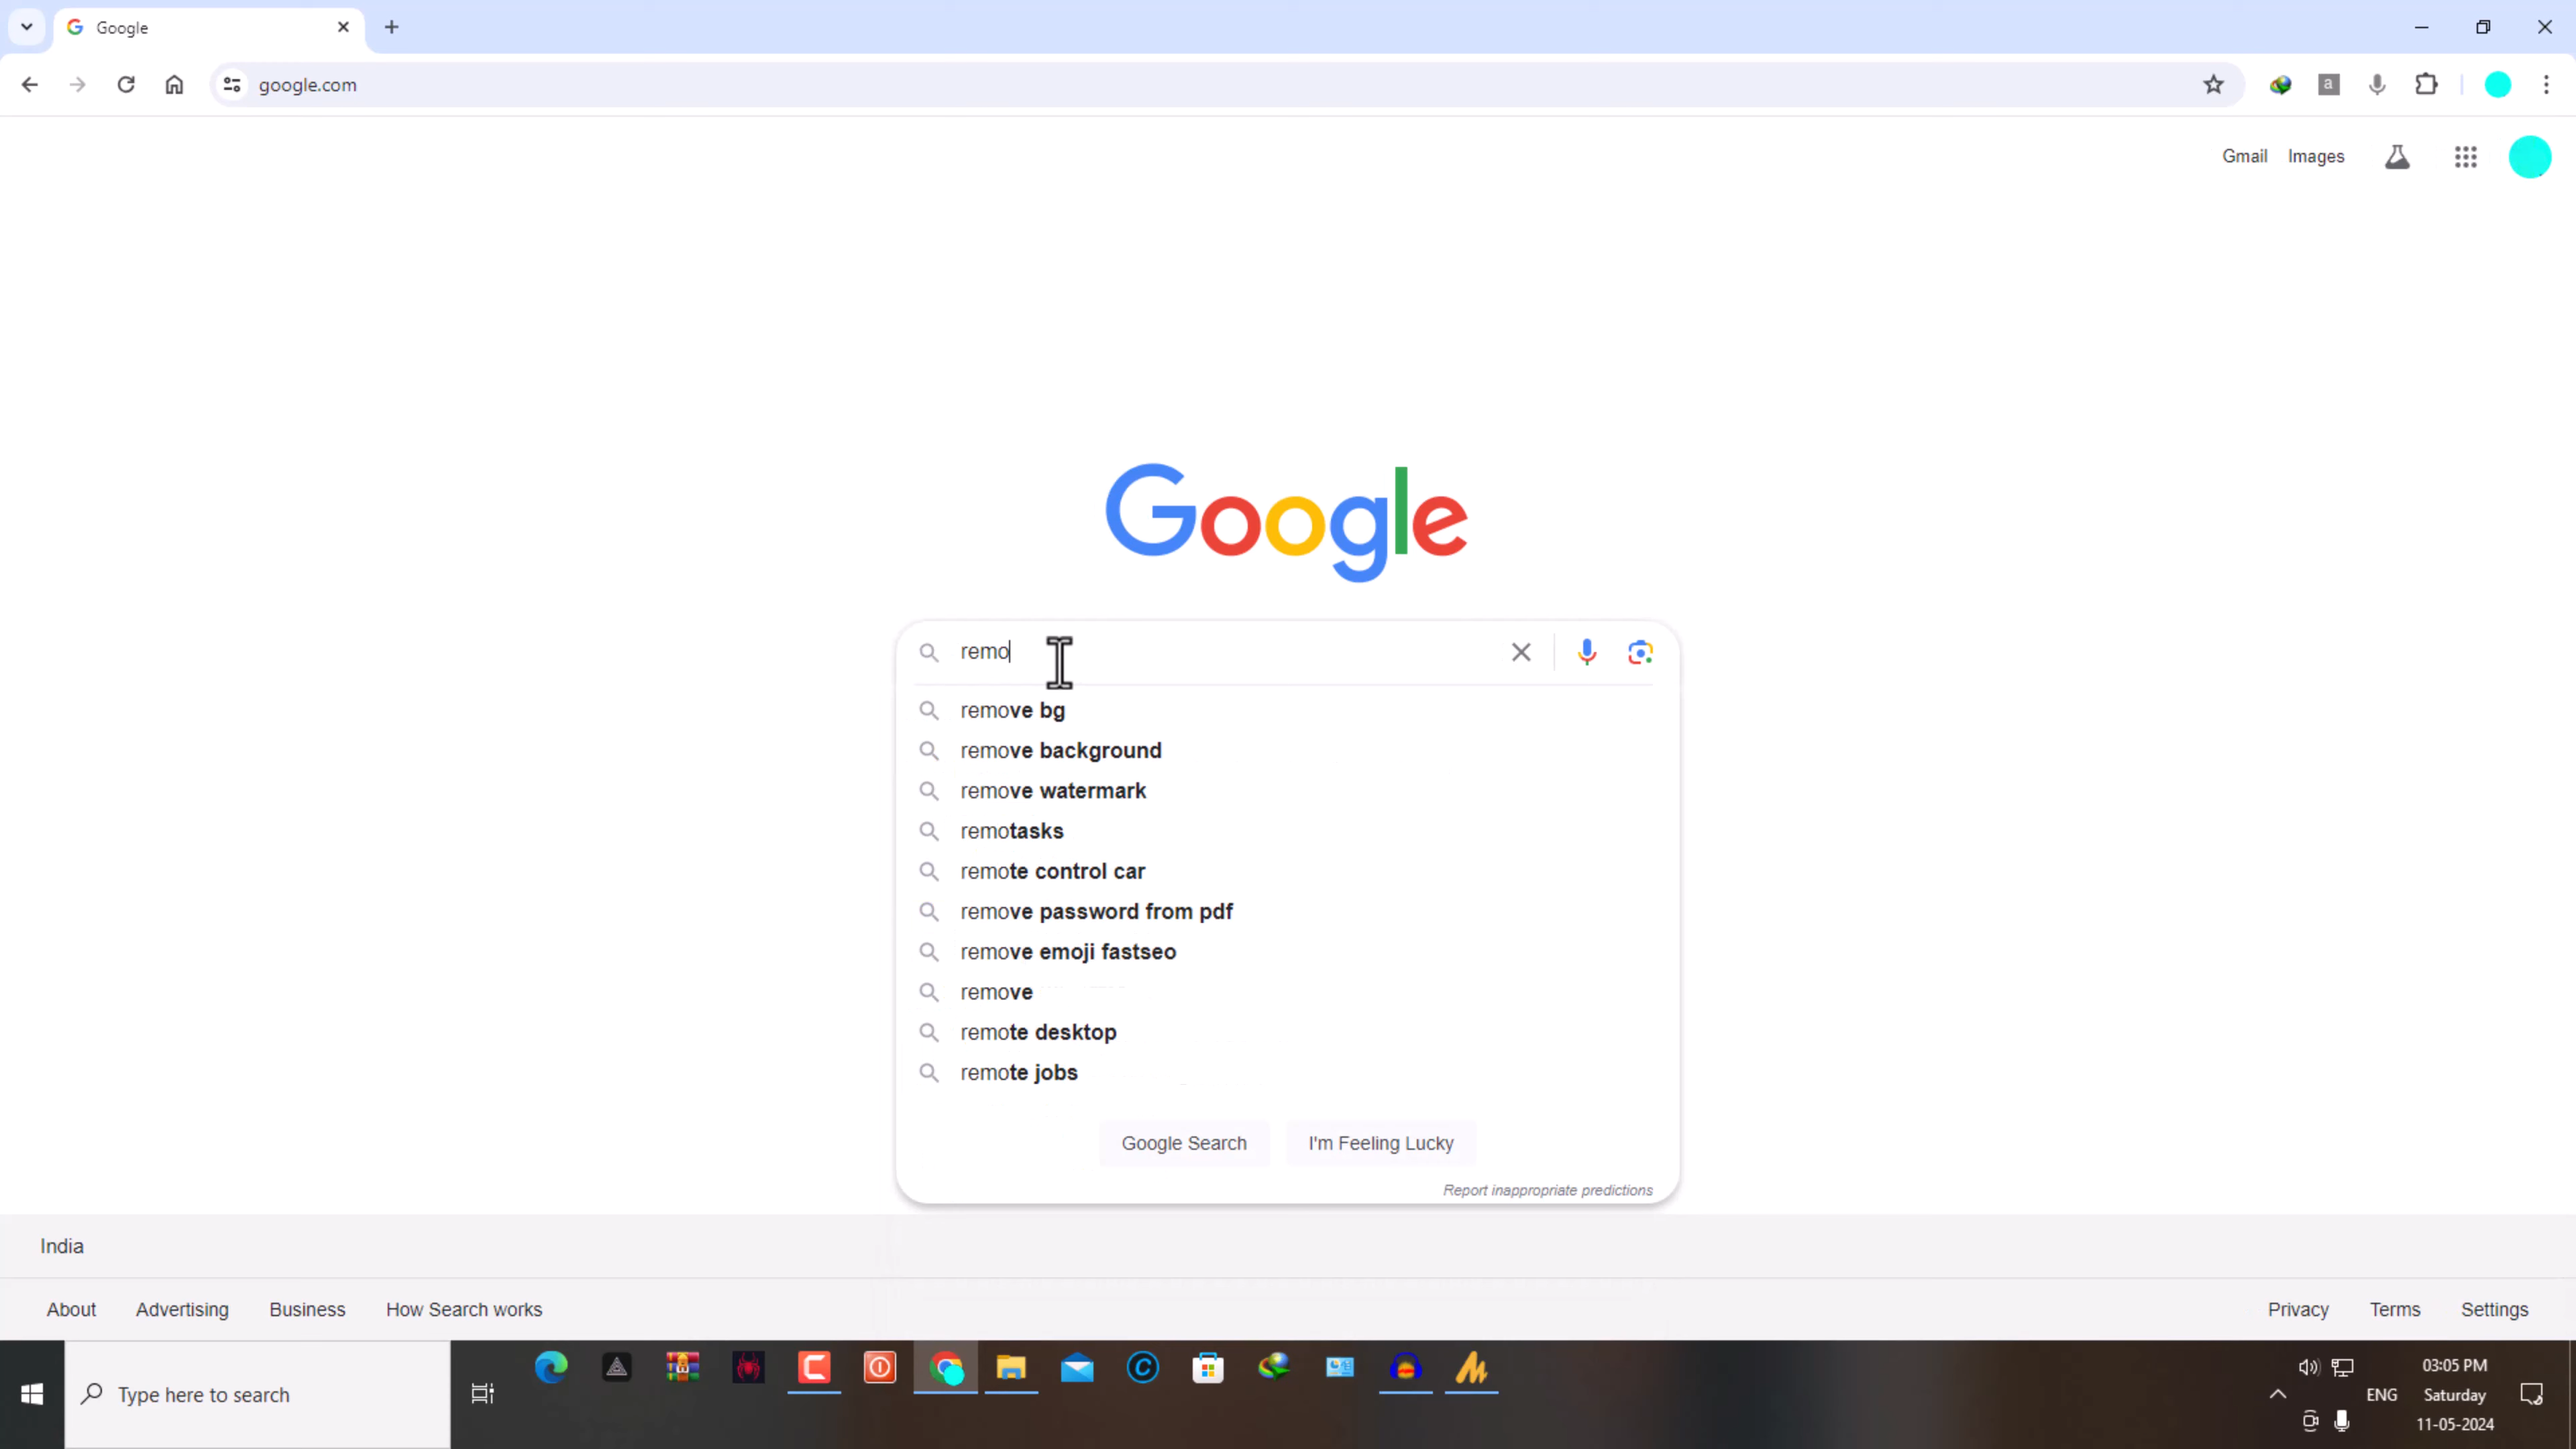 Google
google.com
Gmail Images
Google
remo
remove bg
remove background
remove watermark
remotasks
remote control car
remove password from pdf
remove emoji fastseo
remove
remote desktop
remote jobs
Google Search I'm Feeling Lucky
Report inappropriate predictions
India
About Advertising Business How Search works Privacy Terms Settings
Type here to search
03:05 PM
ENG Saturday
11-05-2024